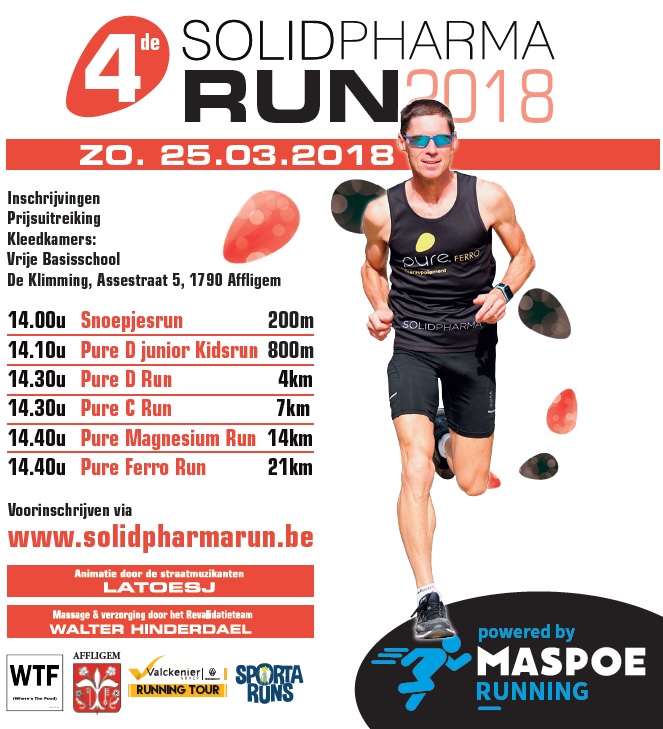 4de SOLIDPHARMA
RUN2018
ZO. 25.03.2018
Inschrijvingen
Prijsuitreiking
Kleedkamers:
Vrije Basisschool
De Klimming, Assestraat 5, 1790 Affligem
14.00u Snoepjesrun 200m
14.10u Pure D junior Kidsrun 800m
14.30u Pure D Run 4km
14.30u Pure C Run 7km
14.40u Pure Magnesium Run 14km
14.40u Pure Ferro Run 21km
Voorinschrijven via
www.solidpharmarun.be
Animatie door de straatmuzikanten
LATOESJ
Massage & verzorging door het Revalidatieteam
WALTER HINDERDAEL
pure. FERRO
SOLIDPHARMA
WTF
(Where's The Food)
AFFLIGEM
Valckenier
RUNNING TOUR
SPORTA
RUNS
powered by
MASPOE
RUNNING